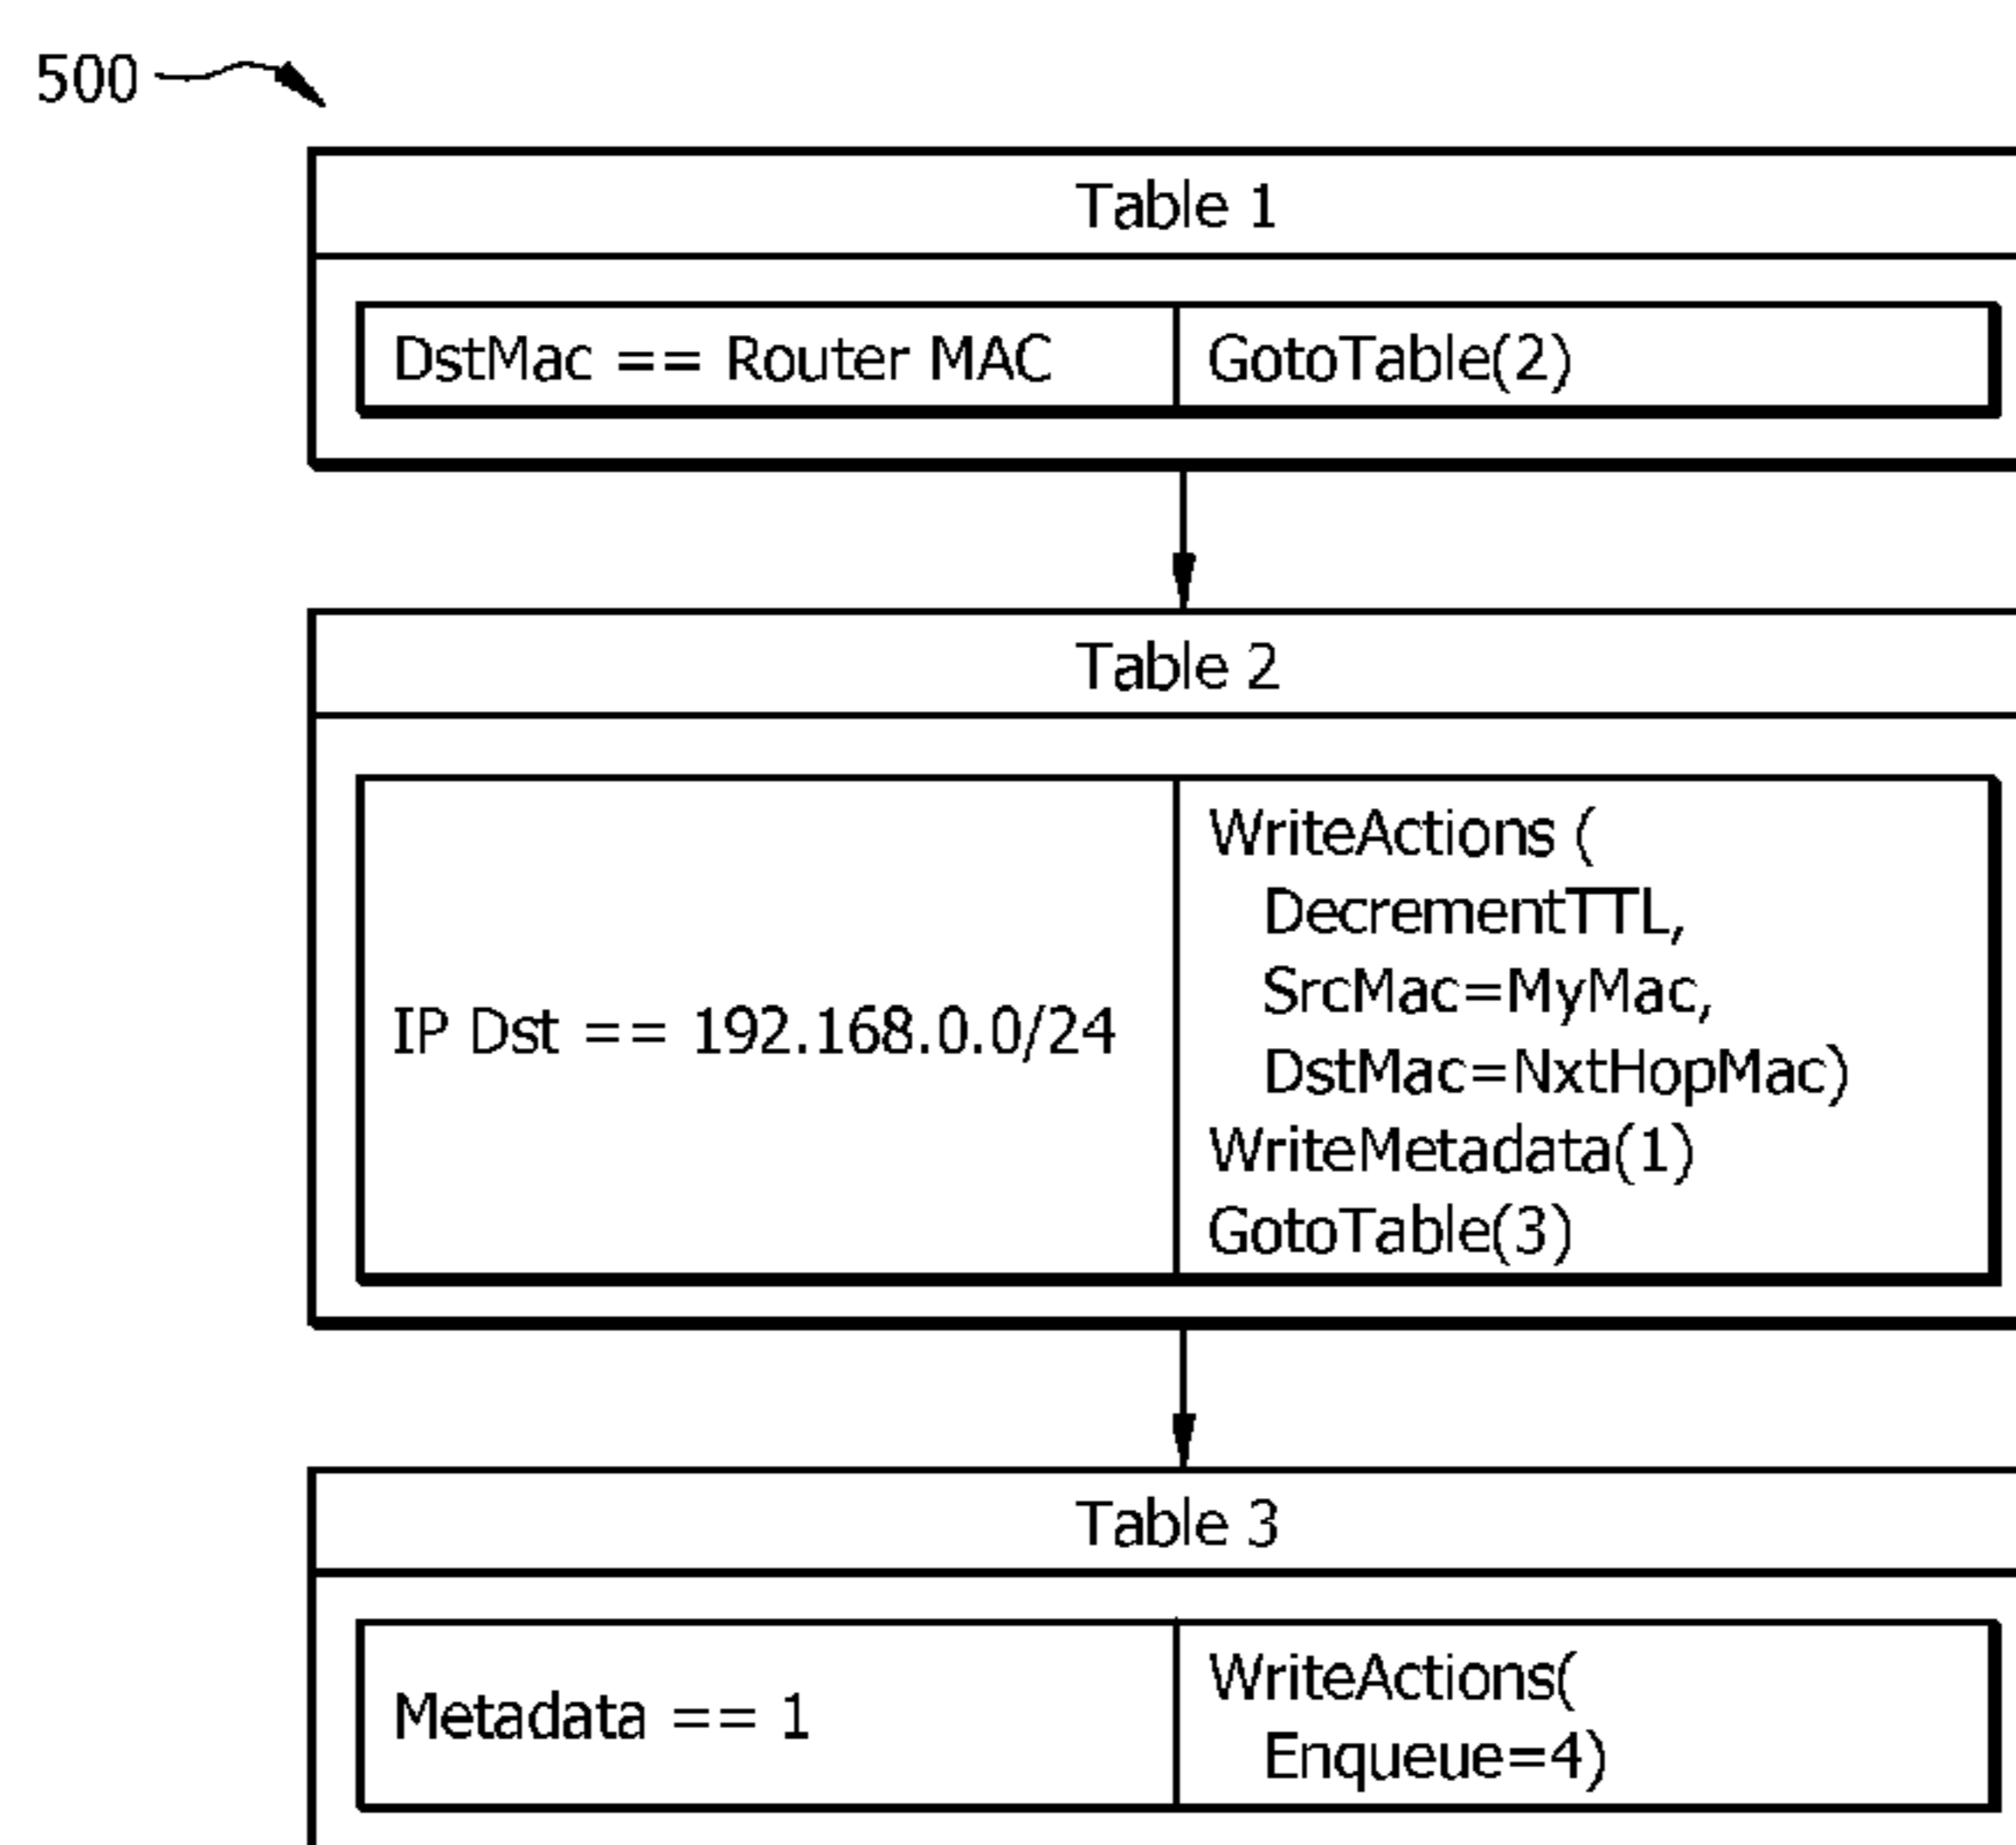 500
Table 1
DstMac == Router MAC
GotoTable(2)
Table 2
IP Dst == 192.168.0.0/24
WriteActions (
DecrementTTL,
SrcMac=MyMac,
DstMac=NxtHopMac)
WriteMetadata(1)
GotoTable(3)
Table 3
Metadata == 1
WriteActions(
Enqueue=4)